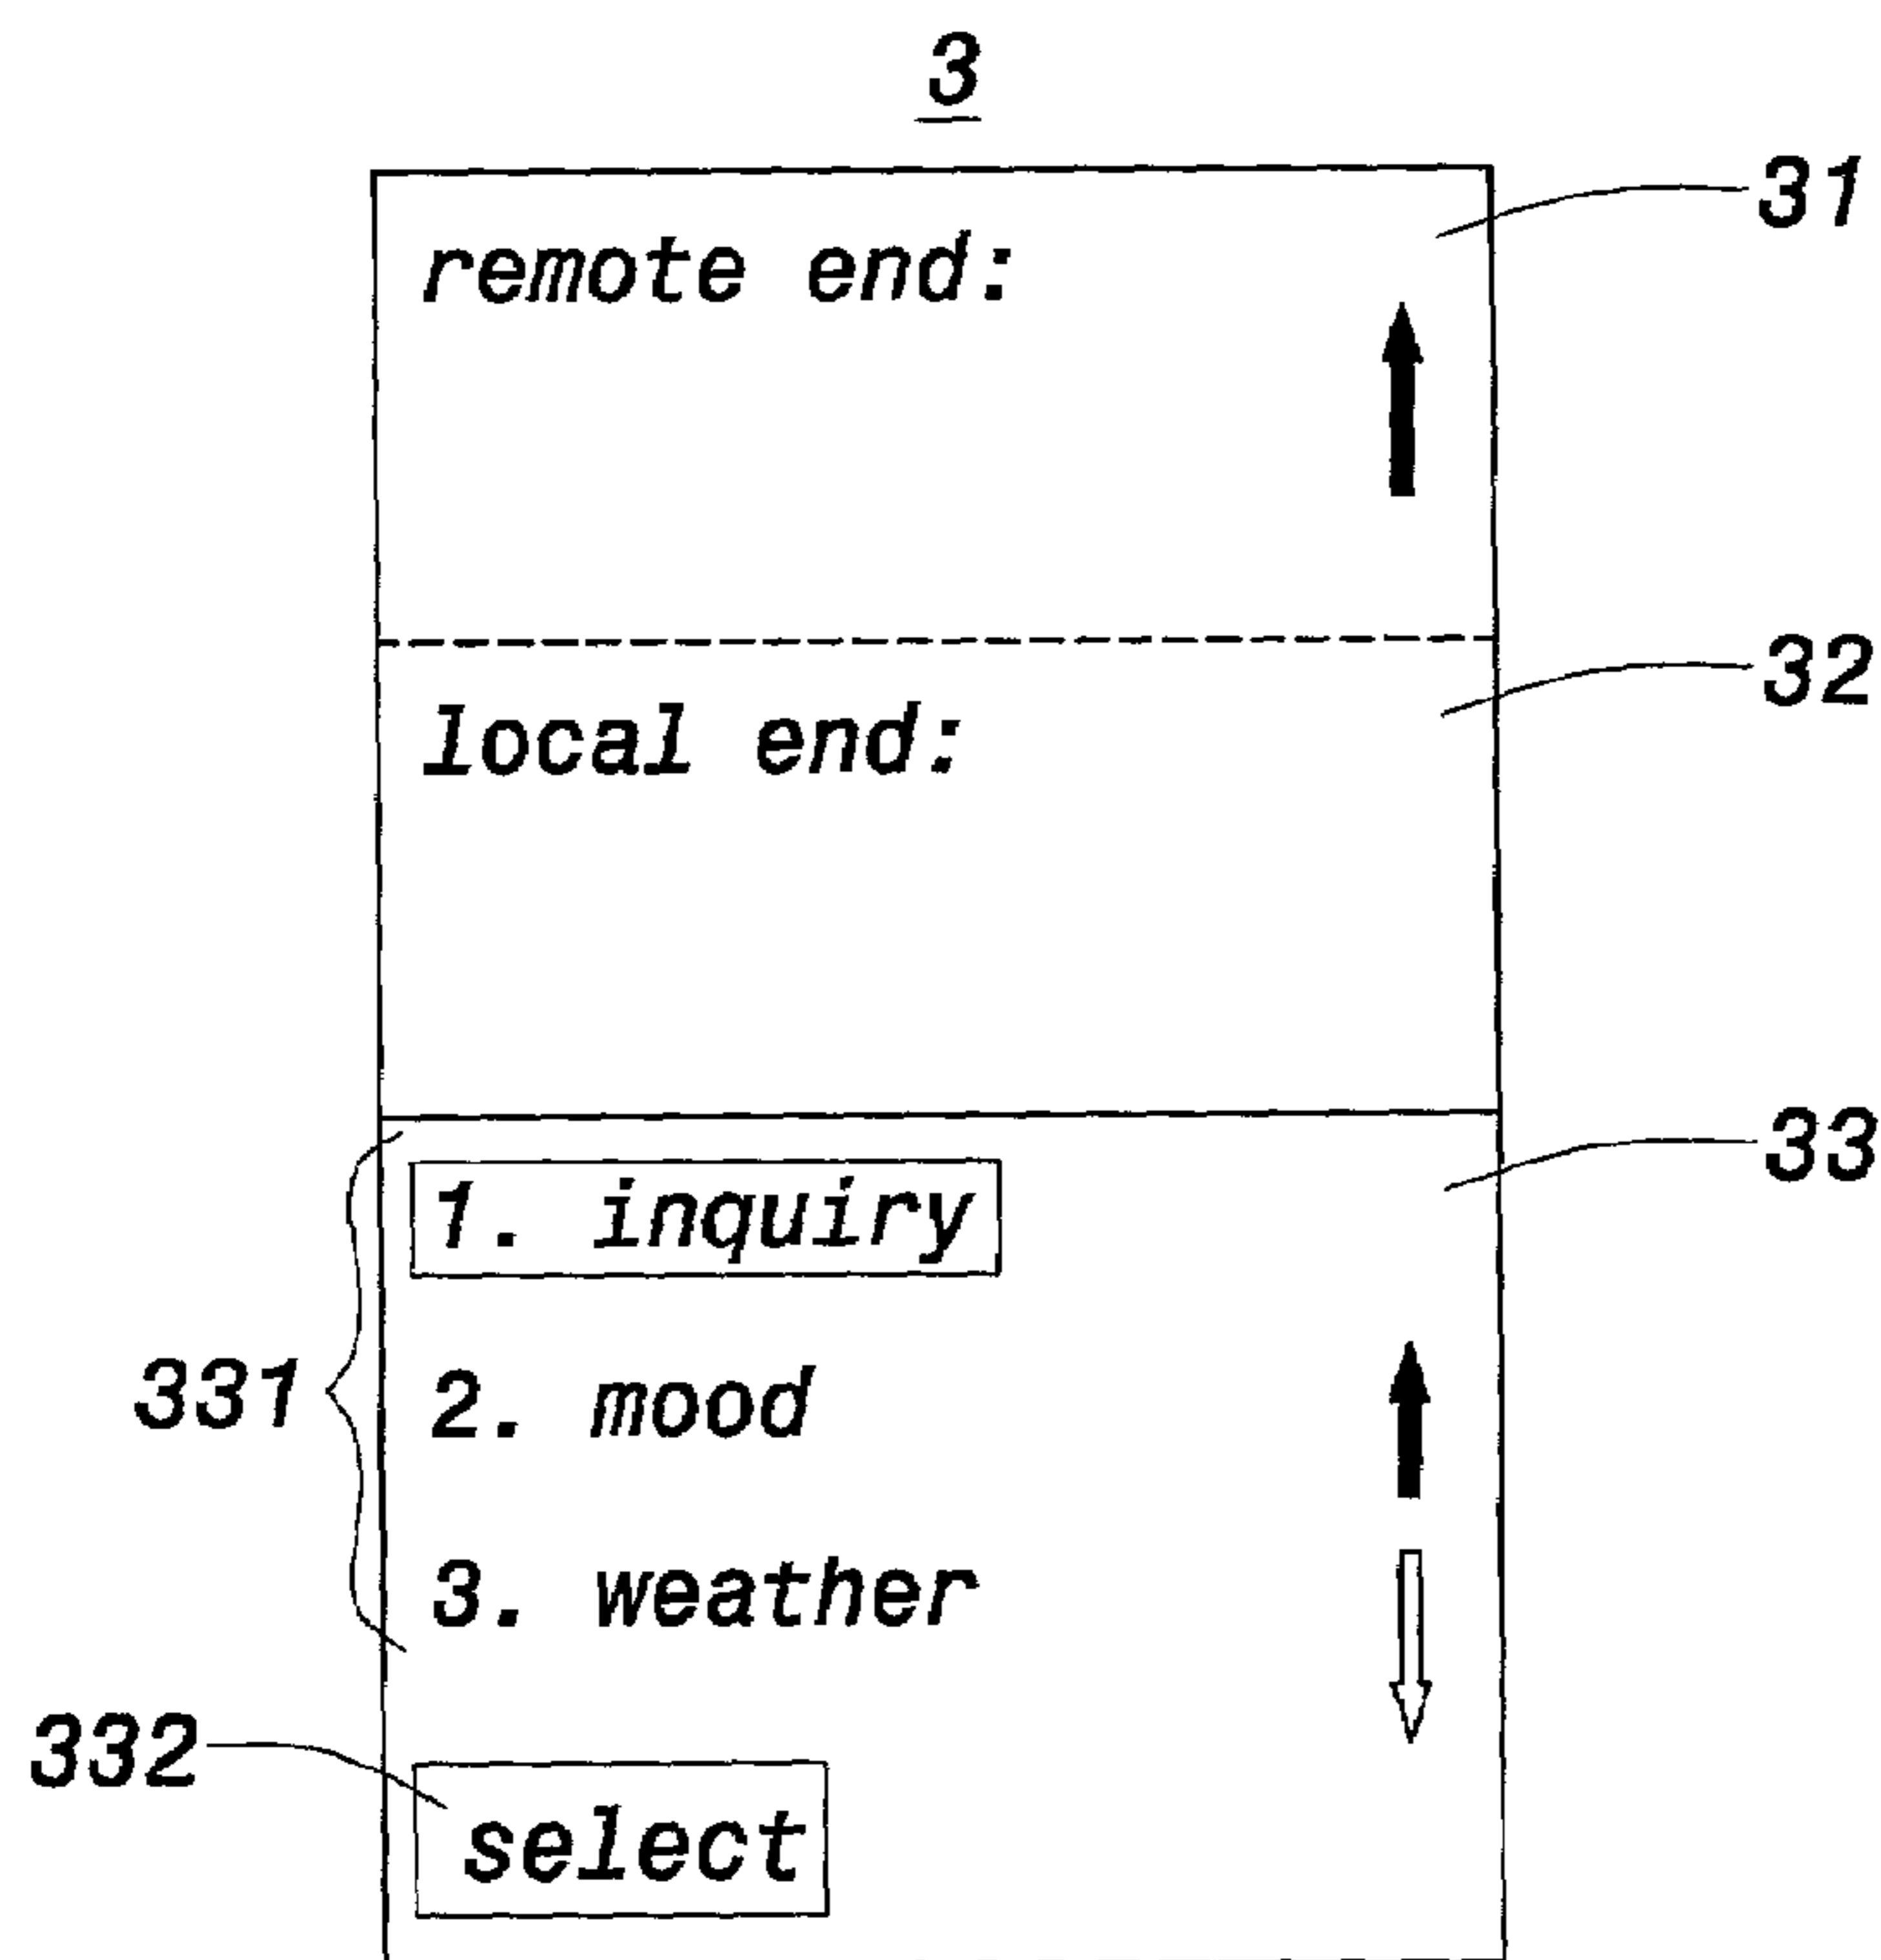 3
31
remote end:
32
local end:
33
1. inquiry
331
2. mood
3. weather
332
select